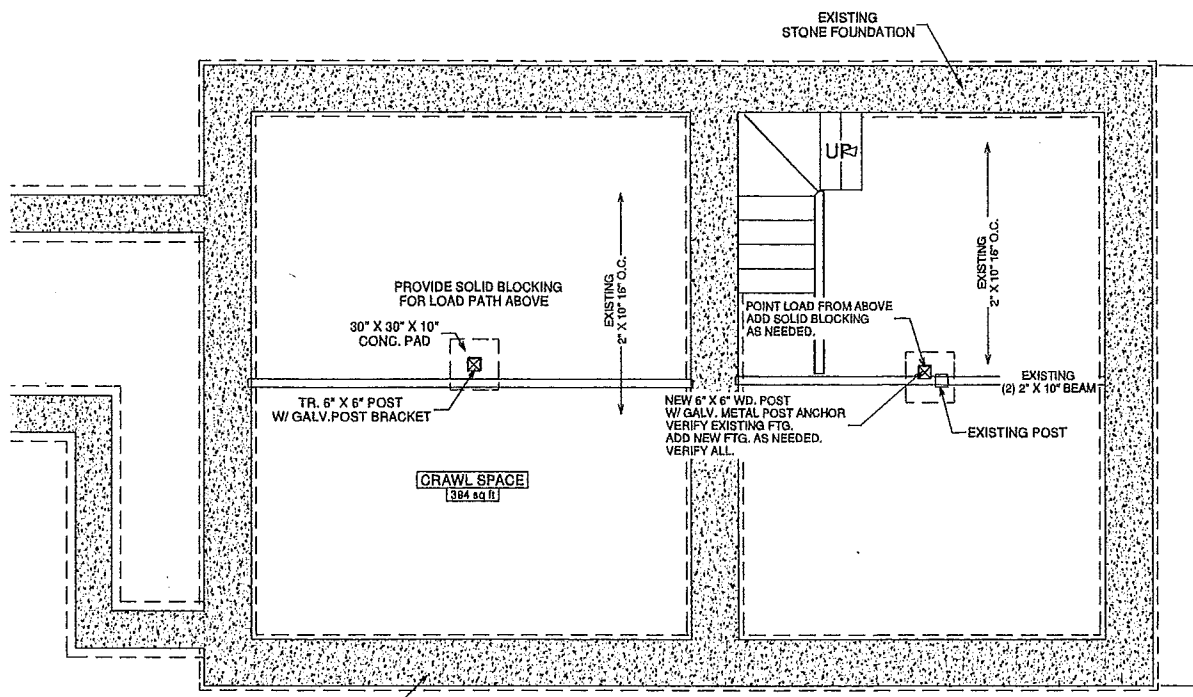 EXISTING
STONE FOUNDATION
UP
EXISTING
2" X 10" 16" O.C.
EXISTING
2" X 10" 16" O.C.
PROVIDE SOLID BLOCKING
FOR LOAD PATH ABOVE
30" X 30" X 10"
CONC. PAD
POINT LOAD FROM ABOVE
ADD SOLID BLOCKING
AS NEEDED.
TR. 6" X 6" POST
W/ GALV.POST BRACKET
NEW 6" X 6" WD. POST
W/ GALV. METAL POST ANCHOR
VERIFY EXISTING FTG.
ADD NEW FTG. AS NEEDED.
VERIFY ALL.
EXISTING
(2) 2" X 10" BEAM
EXISTING POST
CRAWL SPACE
384 sq ft